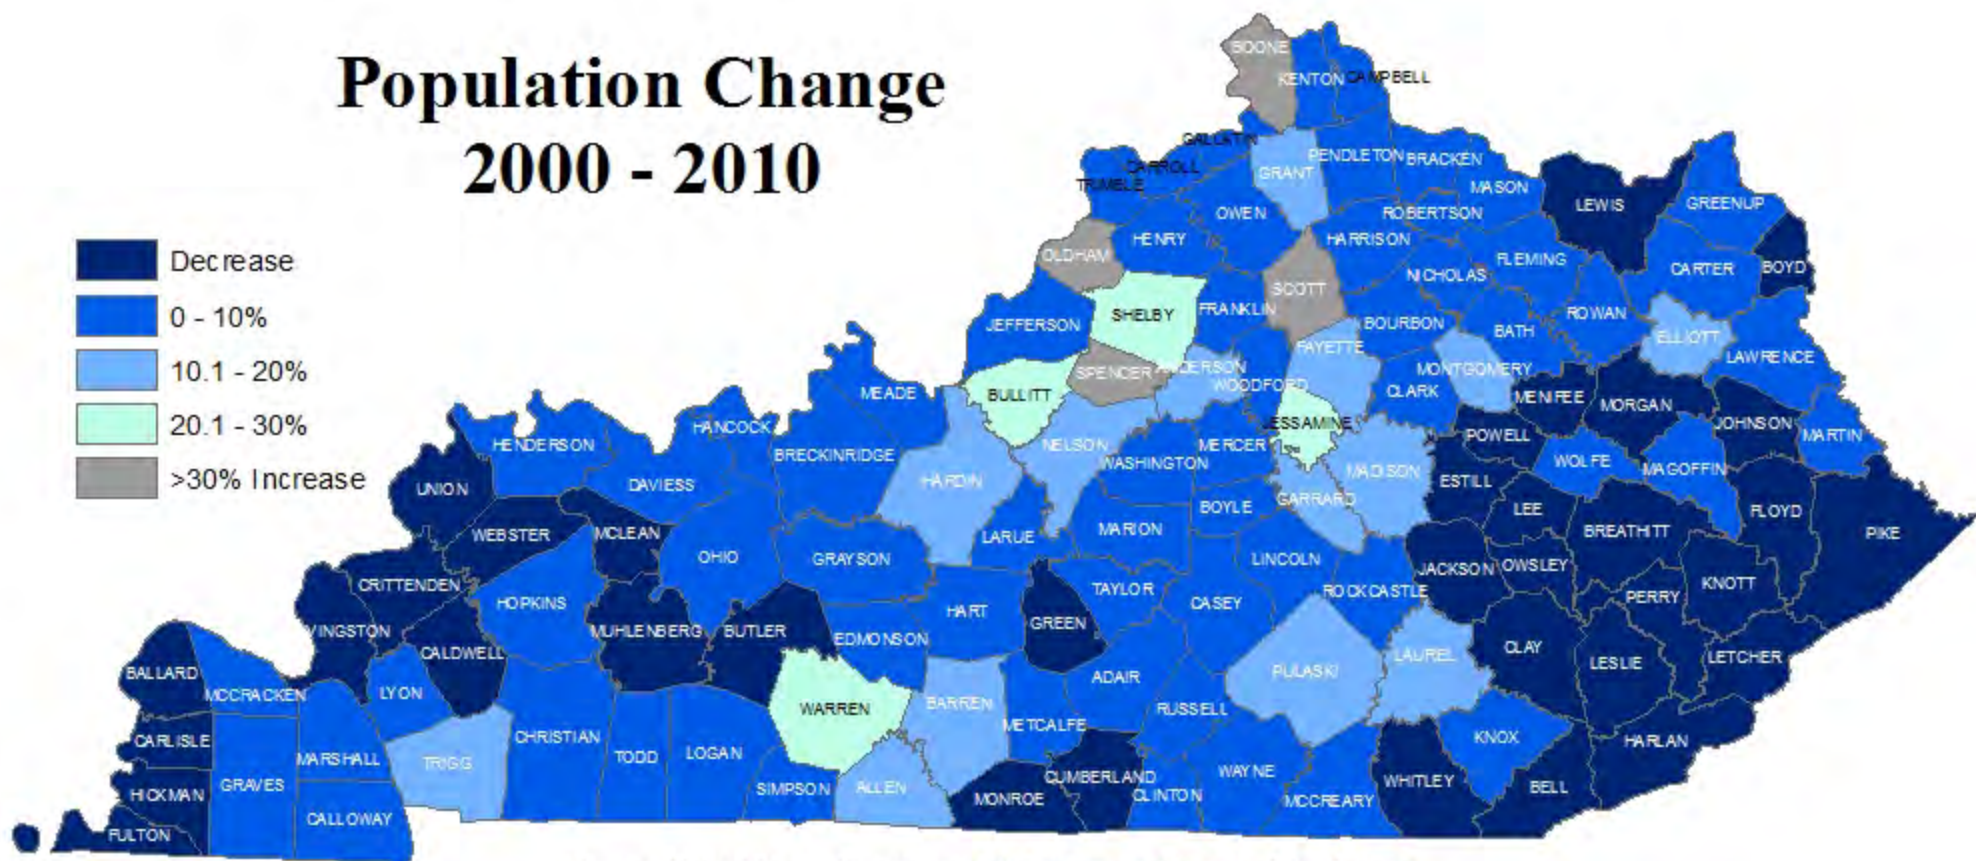 Population Change
2000 - 2010
Decrease
0 - 10%
10.1 - 20%
20.1 - 30%
>30% Increase
BOONE
KENTON
CAMPBELL
GALLATIN
CARROLL
TRIMBLE
GRANT
PENDLETON
BRACKEN
MASON
LEWIS
GREENUP
OWEN
ROBERTSON
HENRY
HARRISON
OLDHAM
NICHOLAS
FLEMING
CARTER
BOYD
SCOTT
SHELBY
FRANKLIN
JEFFERSON
BOURBON
BATH
ROWAN
ELLIOTT
LAWRENCE
FAYETTE
SPENCER
ANDERSON
WOODFORD
MONTGOMERY
CLARK
MENIFEE
MORGAN
BULLITT
MEADE
JOHNSON
MARTIN
JESSAMINE
HANCOCK
HENDERSON
BRECKINRIDGE
NELSON
WASHINGTON
MERCER
POWELL
WOLFE
MAGOFFIN
MADISON
UNION
DAVIESS
HARDIN
ESTILL
GARRARD
BOYLE
LEE
FLOYD
WEBSTER
MCLEAN
LARUE
MARION
BREATHITT
PIKE
OHIO
GRAYSON
LINCOLN
JACKSON
OWSLEY
CRITTENDEN
HOPKINS
HART
TAYLOR
CASEY
ROCKCASTLE
PERRY
KNOTT
VINGSTON
MUHLENBERG
BUTLER
EDMONSON
GREEN
CALDWELL
CLAY
LESLIE
LETCHER
BALLARD
MCCRACKEN
LYON
PULASKI
LAUREL
ADAIR
WARREN
BARREN
METCALFE
RUSSELL
CARLISLE
MARSHALL
TRIGG
CHRISTIAN
TODD
LOGAN
KNOX
HARLAN
HICKMAN
GRAVES
SIMPSON
ALLEN
MONROE
CUMBERLAND
CLINTON
WAYNE
MCCREARY
WHITLEY
BELL
FULTON
CALLOWAY